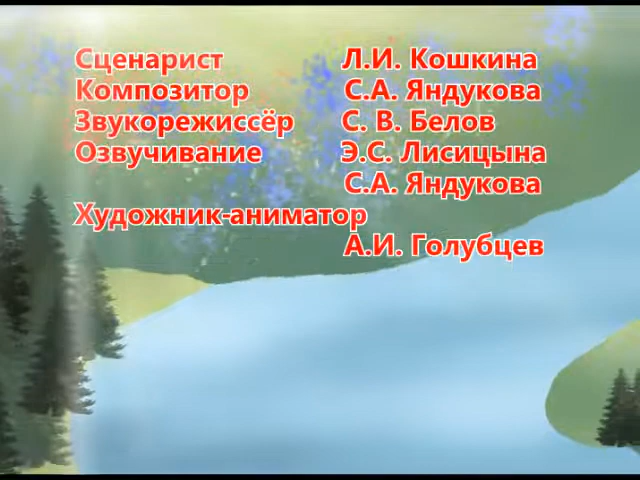 Сценарист Л.И. Кошкина
Композитор С.А. Яндукова
Звукорежиссёр С. В. Белов
Озвучивание Э.С. Лисицына
С.А. Яндукова
Художник-аниматор
А.И. Голубцев